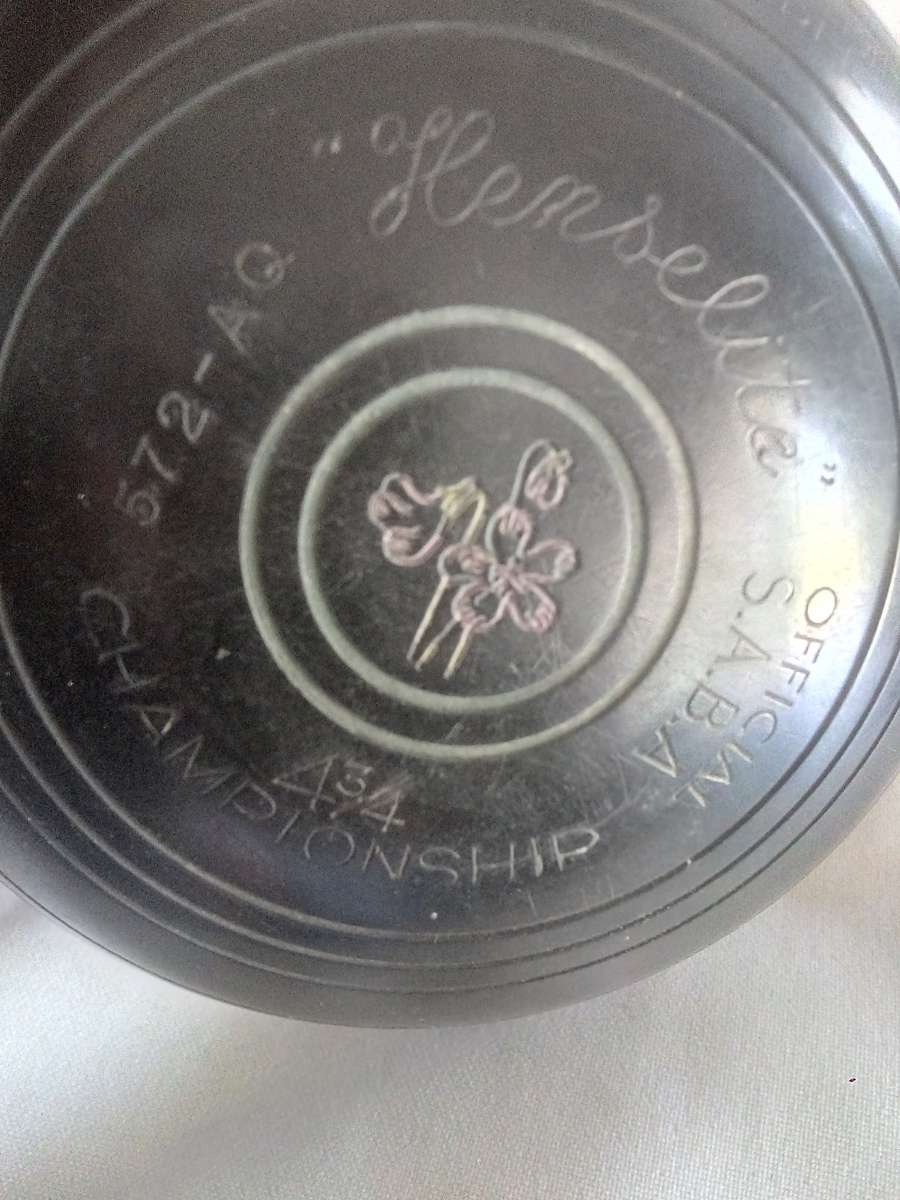 "Henselite"
572-AQ
OFFICIAL
S.A.B.A
4 3/4
CHAMPIONSHIP